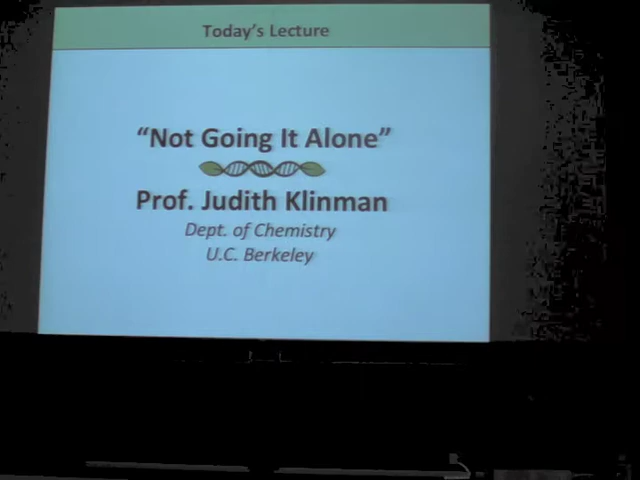 Today's Lecture
“Not Going It Alone”
Prof. Judith Klinman
Dept. of Chemistry
U.C. Berkeley